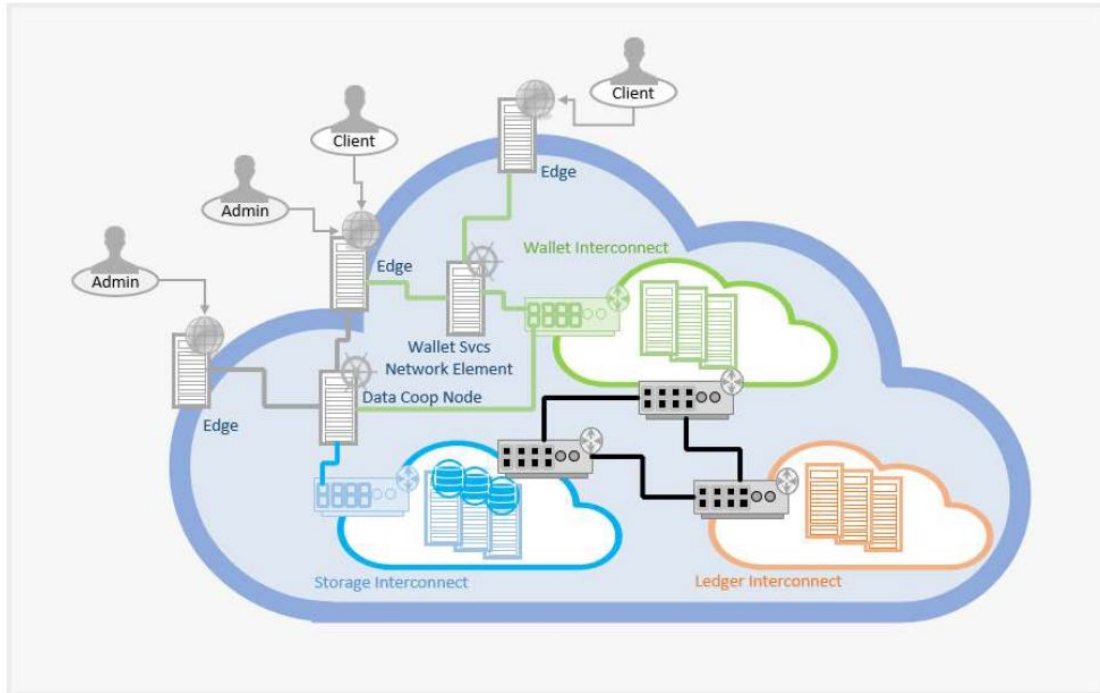 Client
Client
Edge
Admin
Wallet Interconnect
Edge
Admin
Wallet Svcs
Network Element
Data Coop Node
Edge
Storage Interconnect
Ledger Interconnect